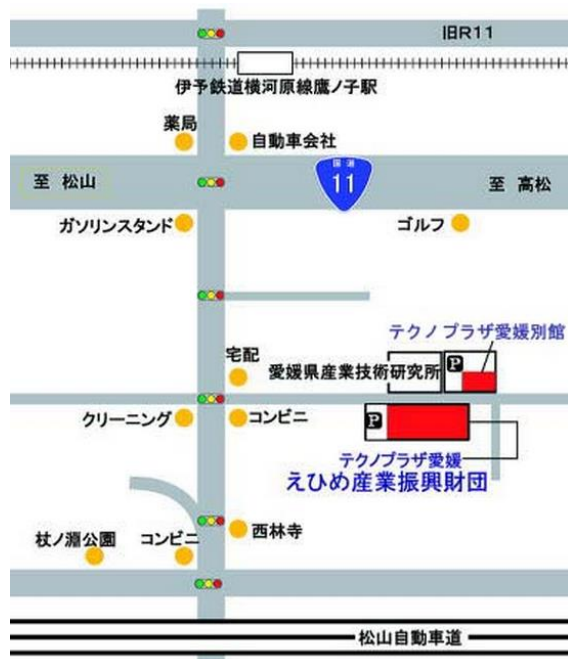 旧R11
伊予鉄道横河原線鷹ノ子駅
薬局
自動車会社
至 松山
国道
11
至 高松
ガソリンスタンド
ゴルフ
テクノプラザ愛媛別館
宅配
愛媛県産業技術研究所
P
クリーニング
コンビニ
P
テクノプラザ愛媛
えひめ産業振興財団
西林寺
杖ノ淵公園
コンビニ
松山自動車道